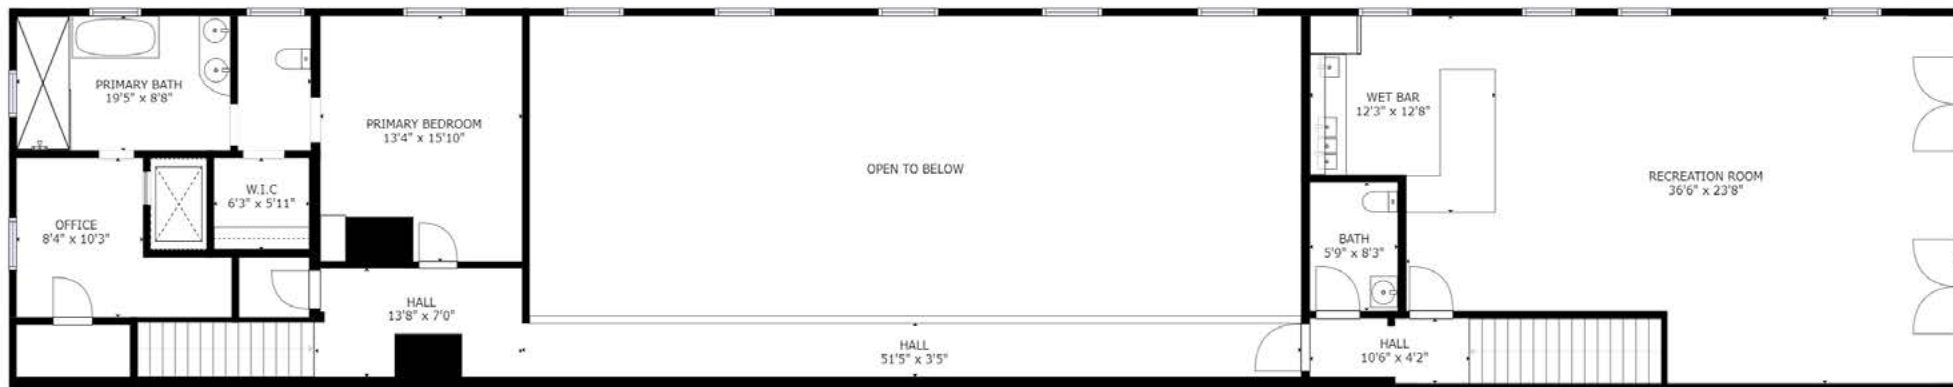 PRIMARY BATH
19'5" x 8'8"
PRIMARY BEDROOM
13'4" x 15'10"
W.I.C
6'3" x 5'11"
OFFICE
8'4" x 10'3"
HALL
13'8" x 7'0"
OPEN TO BELOW
HALL
51'5" x 3'5"
WET BAR
12'3" x 12'8"
RECREATION ROOM
36'6" x 23'8"
BATH
5'9" x 8'3"
HALL
10'6" x 4'2"